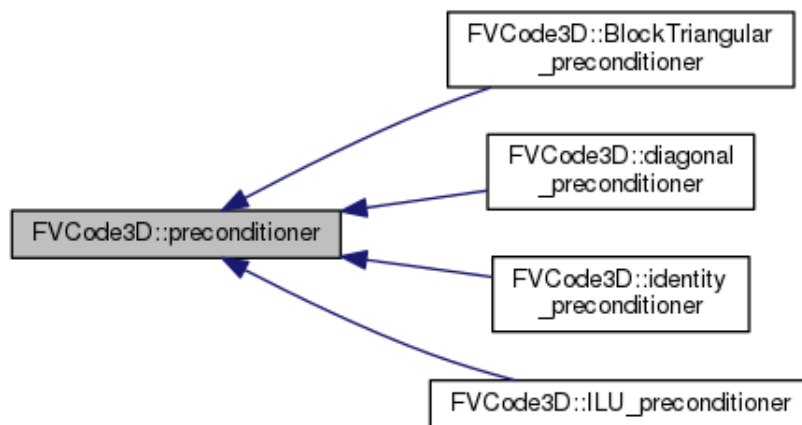 FVCode3D::BlockTriangular
_preconditioner
FVCode3D::diagonal
_preconditioner
FVCode3D::preconditioner
FVCode3D::identity
_preconditioner
FVCode3D::ILU_preconditioner